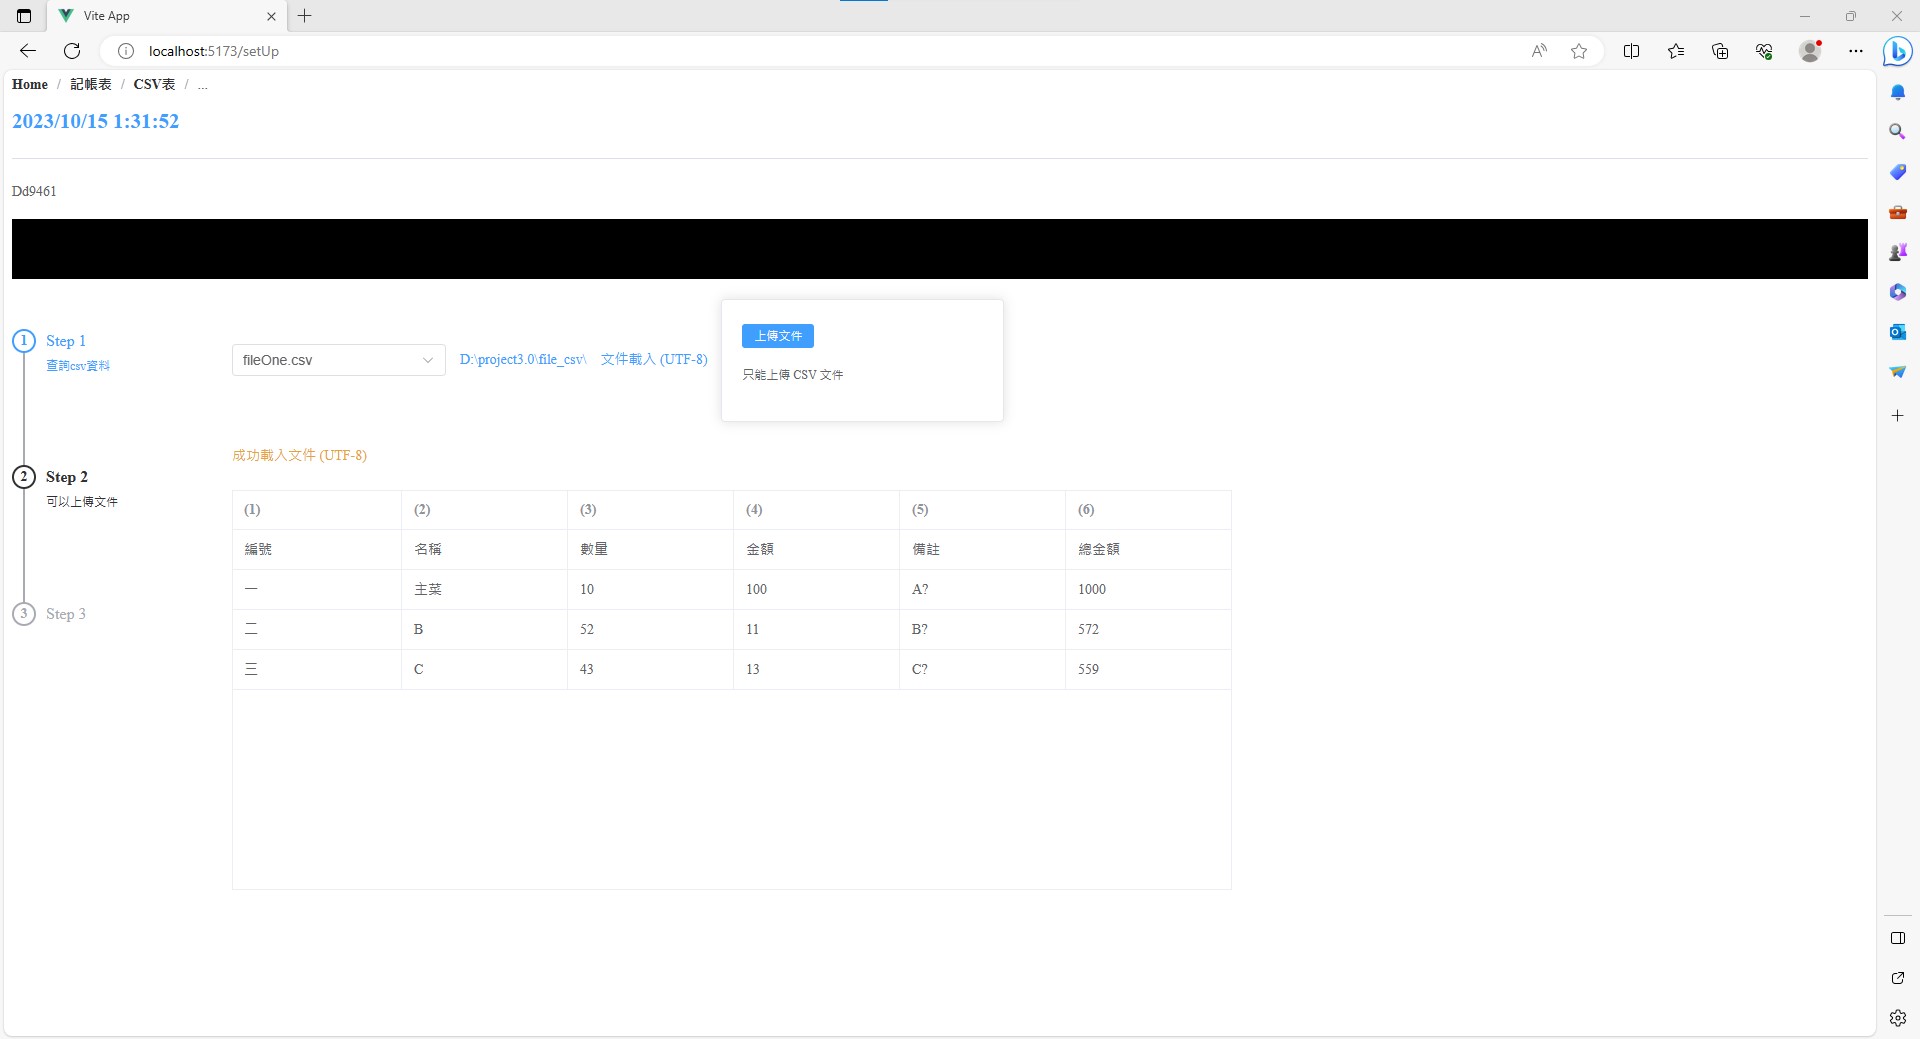 Vite App
localhost:5173/setUp
Home / 記帳表 / CSV表 / ...
2023/10/15 1:31:52
Dd9461
1 Step 1
查詢csv資料
fileOne.csv
D:\project3.0\file_csv\ 文件載入 (UTF-8)
上傳文件
只能上傳 CSV 文件
成功載入文件 (UTF-8)
2 Step 2
可以上傳文件
3 Step 3
(1) (2) (3) (4) (5) (6)
編號 名稱 數量 金額 備註 總金額
一 主菜 10 100 A? 1000
二 B 52 11 B? 572
三 C 43 13 C? 559